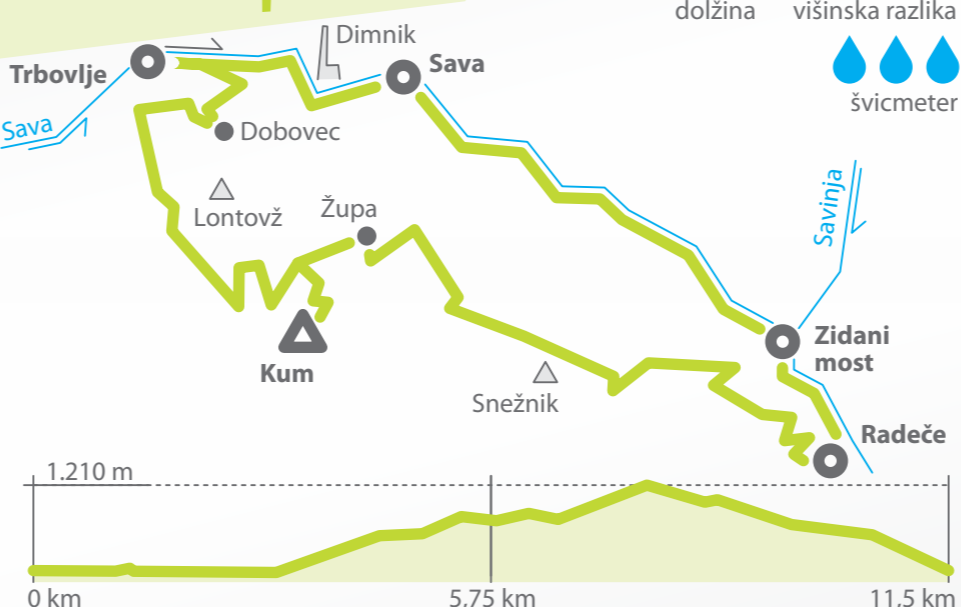 dolžina višinska razlika
švicmeter
Dimnik
Trbovlje
Sava
Sava
Dobovec
Lontovž
Župa
Savinja
Kum
Zidani
most
Snežnik
Radeče
1.210 m
0 km 5,75 km 11,5 km